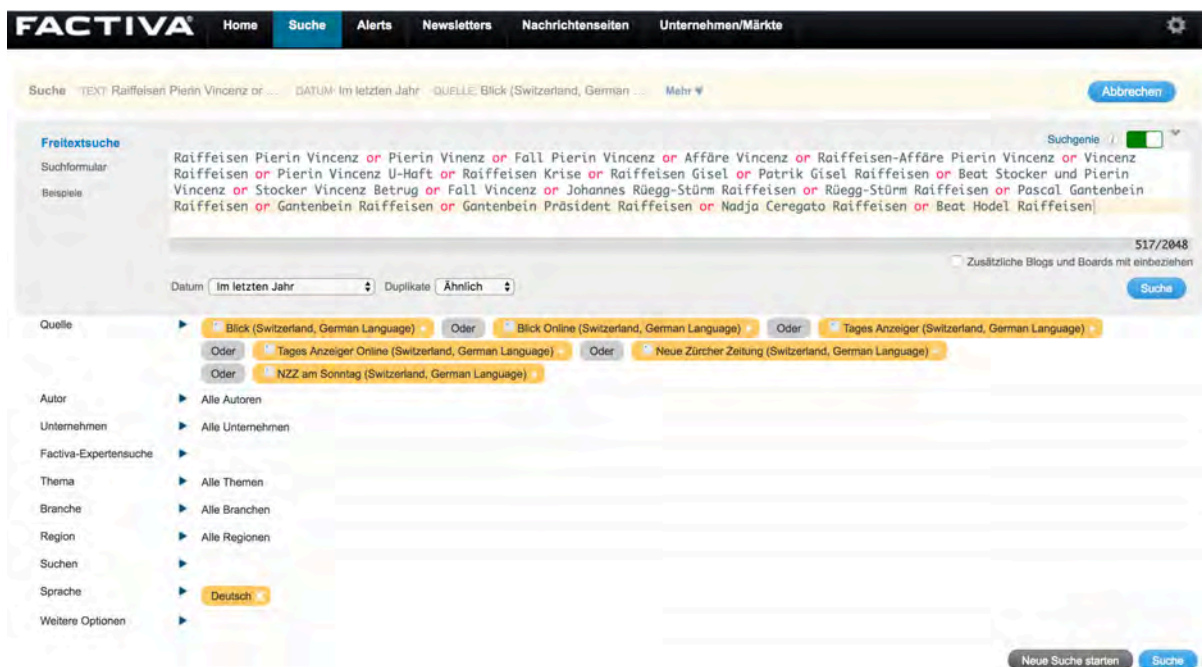 FACTIVA Home Suche Alerts Newsletters Nachrichtenseiten Unternehmen/Märkte
Suche TEXT: Raiffeisen Pierin Vincenz or ... DATUM: Im letzten Jahr QUELLE: Blick (Switzerland, German ... Mehr Abbrechen
Freitextsuche Suchgenie i
Suchformular
Beispiele
Raiffeisen Pierin Vincenz or Pierin Vinenz or Fall Pierin Vincenz or Affäre Vincenz or Raiffeisen-Affäre Pierin Vincenz or Vincenz
Raiffeisen or Pierin Vincenz U-Haft or Raiffeisen Krise or Raiffeisen Gisel or Patrik Gisel Raiffeisen or Beat Stocker und Pierin
Vincenz or Stocker Vincenz Betrug or Fall Vincenz or Johannes Rüegg-Stürm Raiffeisen or Rüegg-Stürm Raiffeisen or Pascal Gantenbein
Raiffeisen or Gantenbein Raiffeisen or Gantenbein Präsident Raiffeisen or Nadja Ceregato Raiffeisen or Beat Hodel Raiffeisen
517/2048
Zusätzliche Blogs und Boards mit einbeziehen
Datum Im letzten Jahr Duplikate Ähnlich Suche
Quelle Blick (Switzerland, German Language) Oder Blick Online (Switzerland, German Language) Oder Tages Anzeiger (Switzerland, German Language)
Oder Tages Anzeiger Online (Switzerland, German Language) Oder Neue Zürcher Zeitung (Switzerland, German Language)
Oder NZZ am Sonntag (Switzerland, German Language)
Autor Alle Autoren
Unternehmen Alle Unternehmen
Factiva-Expertensuche
Thema Alle Themen
Branche Alle Branchen
Region Alle Regionen
Suchen
Sprache Deutsch
Weitere Optionen
Neue Suche starten Suche